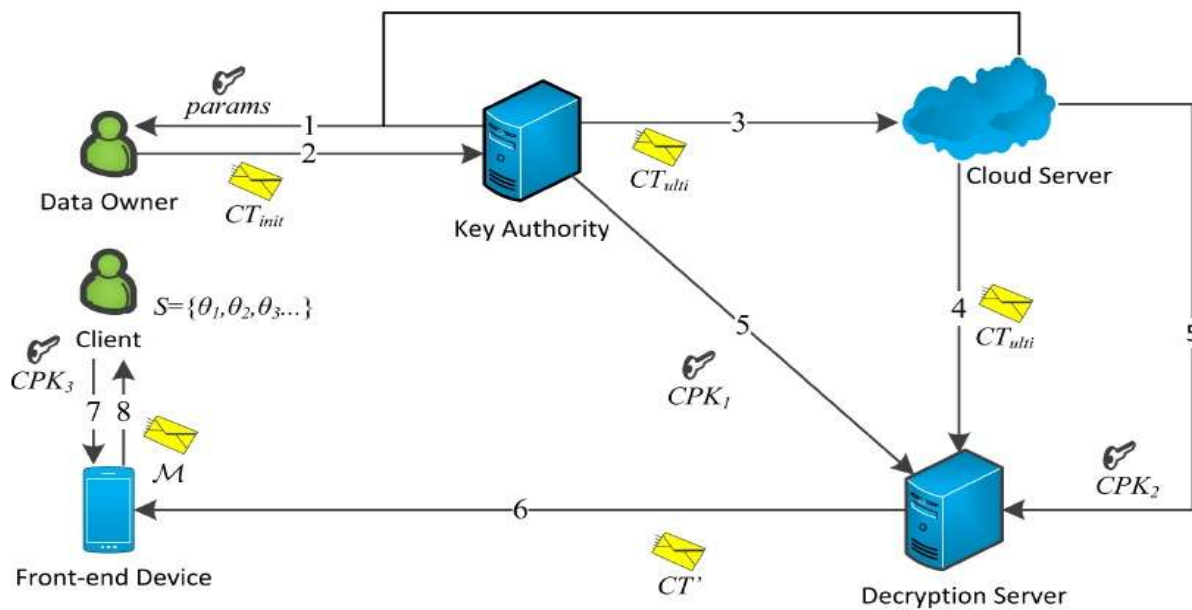 params
1
2
3
Data Owner
CT_init
Key Authority
CT_ulti
Cloud Server
Client
S={θ₁,θ₂,θ₃...}
CPK₃
7
8
M
5
CPK₁
4
CT_ulti
5
CPK₂
6
CT'
Front-end Device
Decryption Server